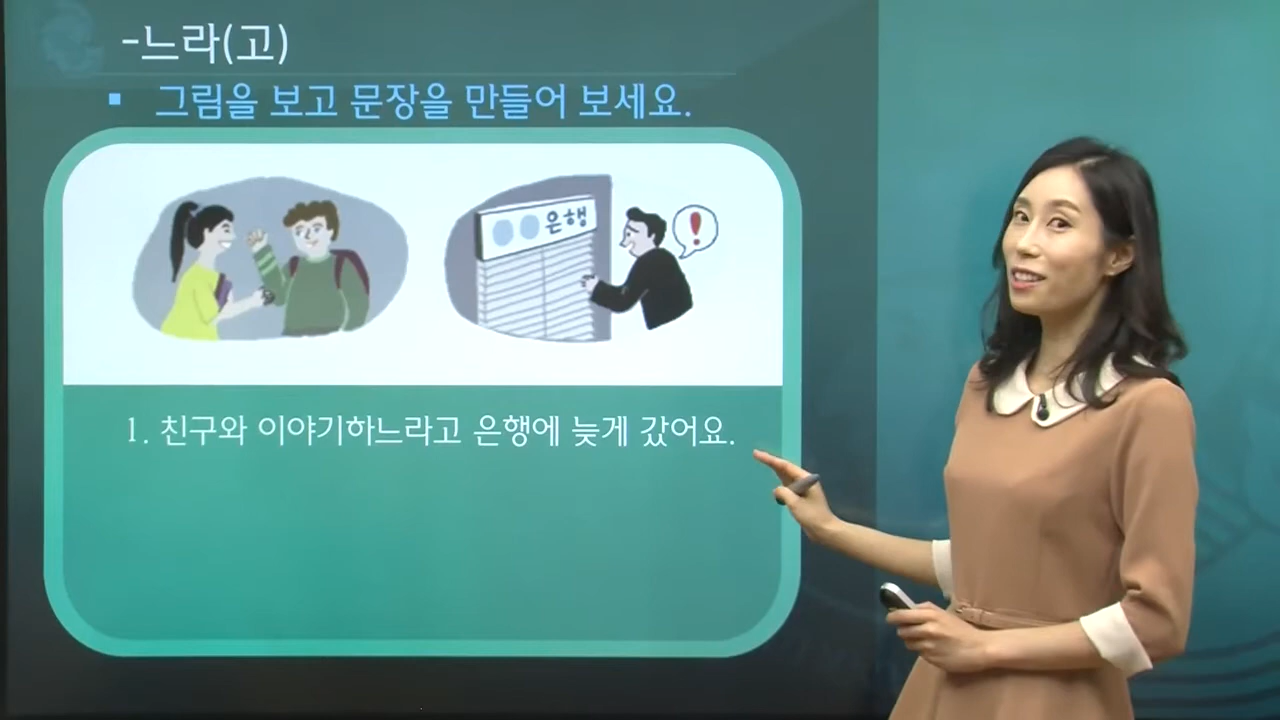 -느라(고)
▪ 그림을 보고 문장을 만들어 보세요.
은행
1. 친구와 이야기하느라고 은행에 늦게 갔어요.